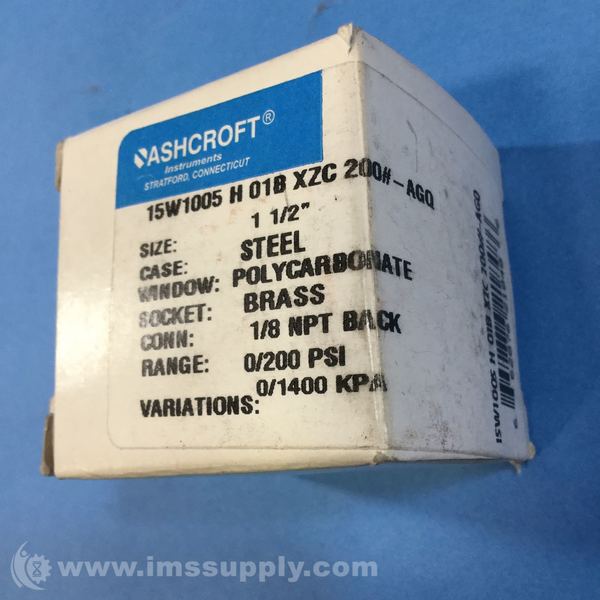 ASHCROFT®
Instruments
STRATFORD, CONNECTICUT
15W1005 H 01B XZC 200#-AGQ
SIZE: 1 1/2"
CASE: STEEL
WINDOW: POLYCARBONATE
SOCKET: BRASS
CONN: 1/8 NPT BACK
RANGE: 0/200 PSI
0/1400 KPA
VARIATIONS:
15W1005 H 01B XZC 200#-AGQ
www.imssupply.com